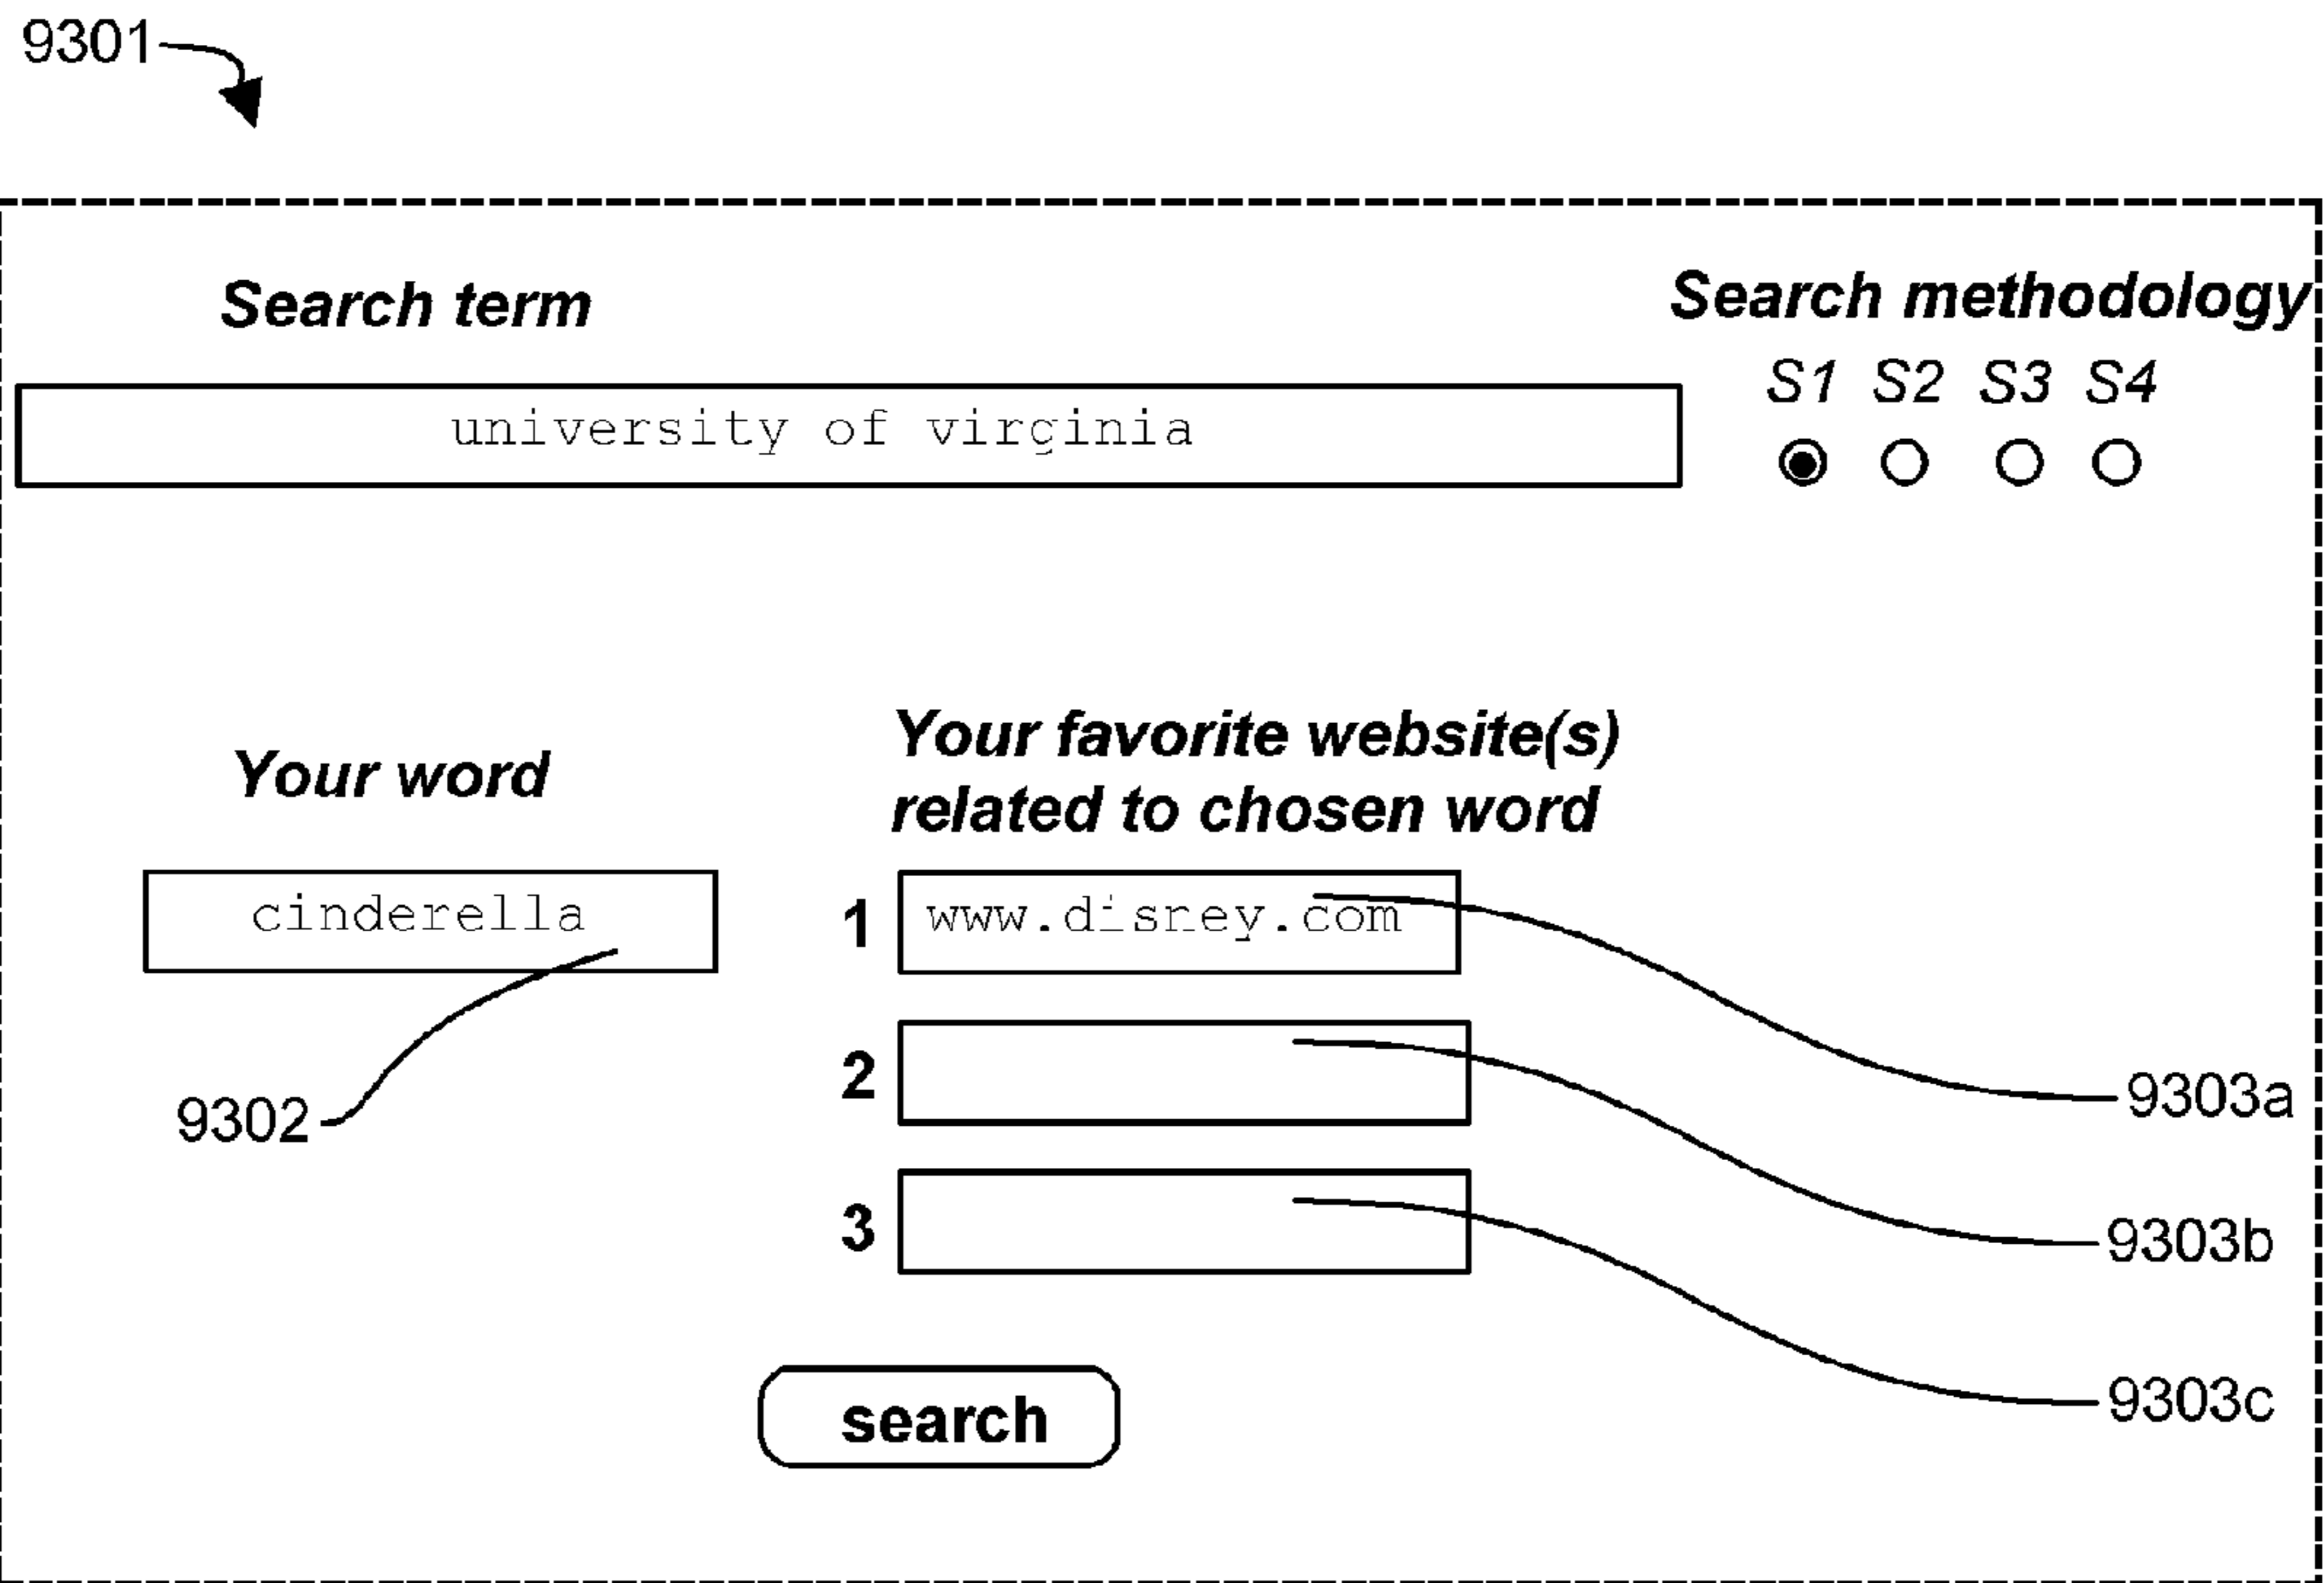 9301
Search term
Search methodology
S1 S2 S3 S4
university of virginia
Your word
Your favorite website(s)
related to chosen word
cinderella
1 www.disney.com
2
3
9302
9303a
9303b
9303c
search